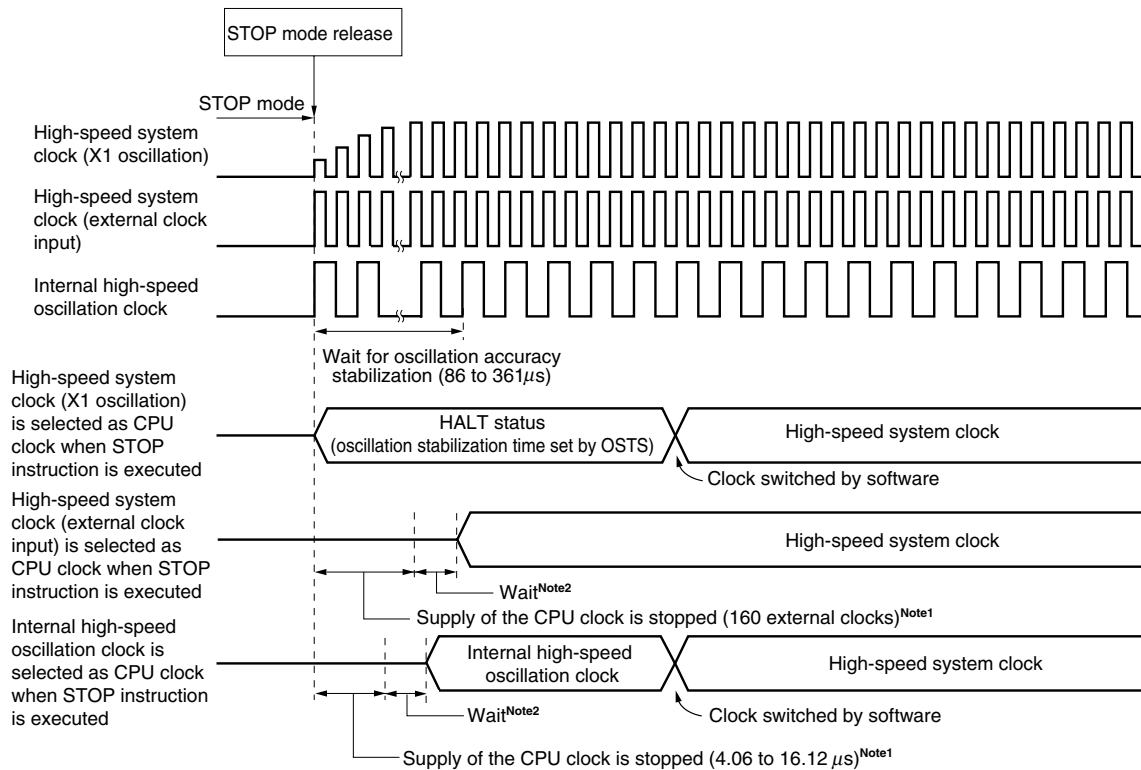 STOP mode release
STOP mode
High-speed system
clock (X1 oscillation)
High-speed system
clock (external clock
input)
Internal high-speed
oscillation clock
Wait for oscillation accuracy
stabilization (86 to 361μs)
High-speed system
clock (X1 oscillation)
is selected as CPU
clock when STOP
instruction is executed
HALT status
(oscillation stabilization time set by OSTS)
High-speed system clock
Clock switched by software
High-speed system
clock (external clock
input) is selected as
CPU clock when STOP
instruction is executed
High-speed system clock
WaitNote2
Supply of the CPU clock is stopped (160 external clocks)Note1
Internal high-speed
oscillation clock is
selected as CPU clock
when STOP instruction
is executed
Internal high-speed
oscillation clock
High-speed system clock
WaitNote2
Clock switched by software
Supply of the CPU clock is stopped (4.06 to 16.12 μs)Note1